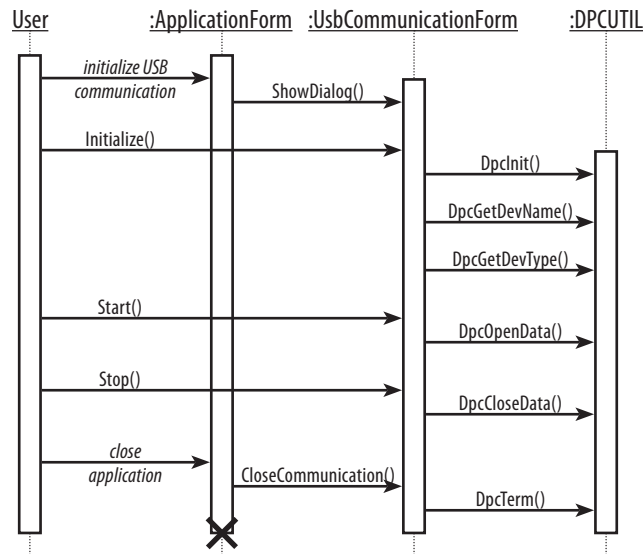 User
:ApplicationForm
:UsbCommunicationForm
:DPCUTIL
initialize USB
communication
ShowDialog()
Initialize()
DpcInit()
DpcGetDevName()
DpcGetDevType()
Start()
DpcOpenData()
Stop()
DpcCloseData()
close
application
CloseCommunication()
DpcTerm()